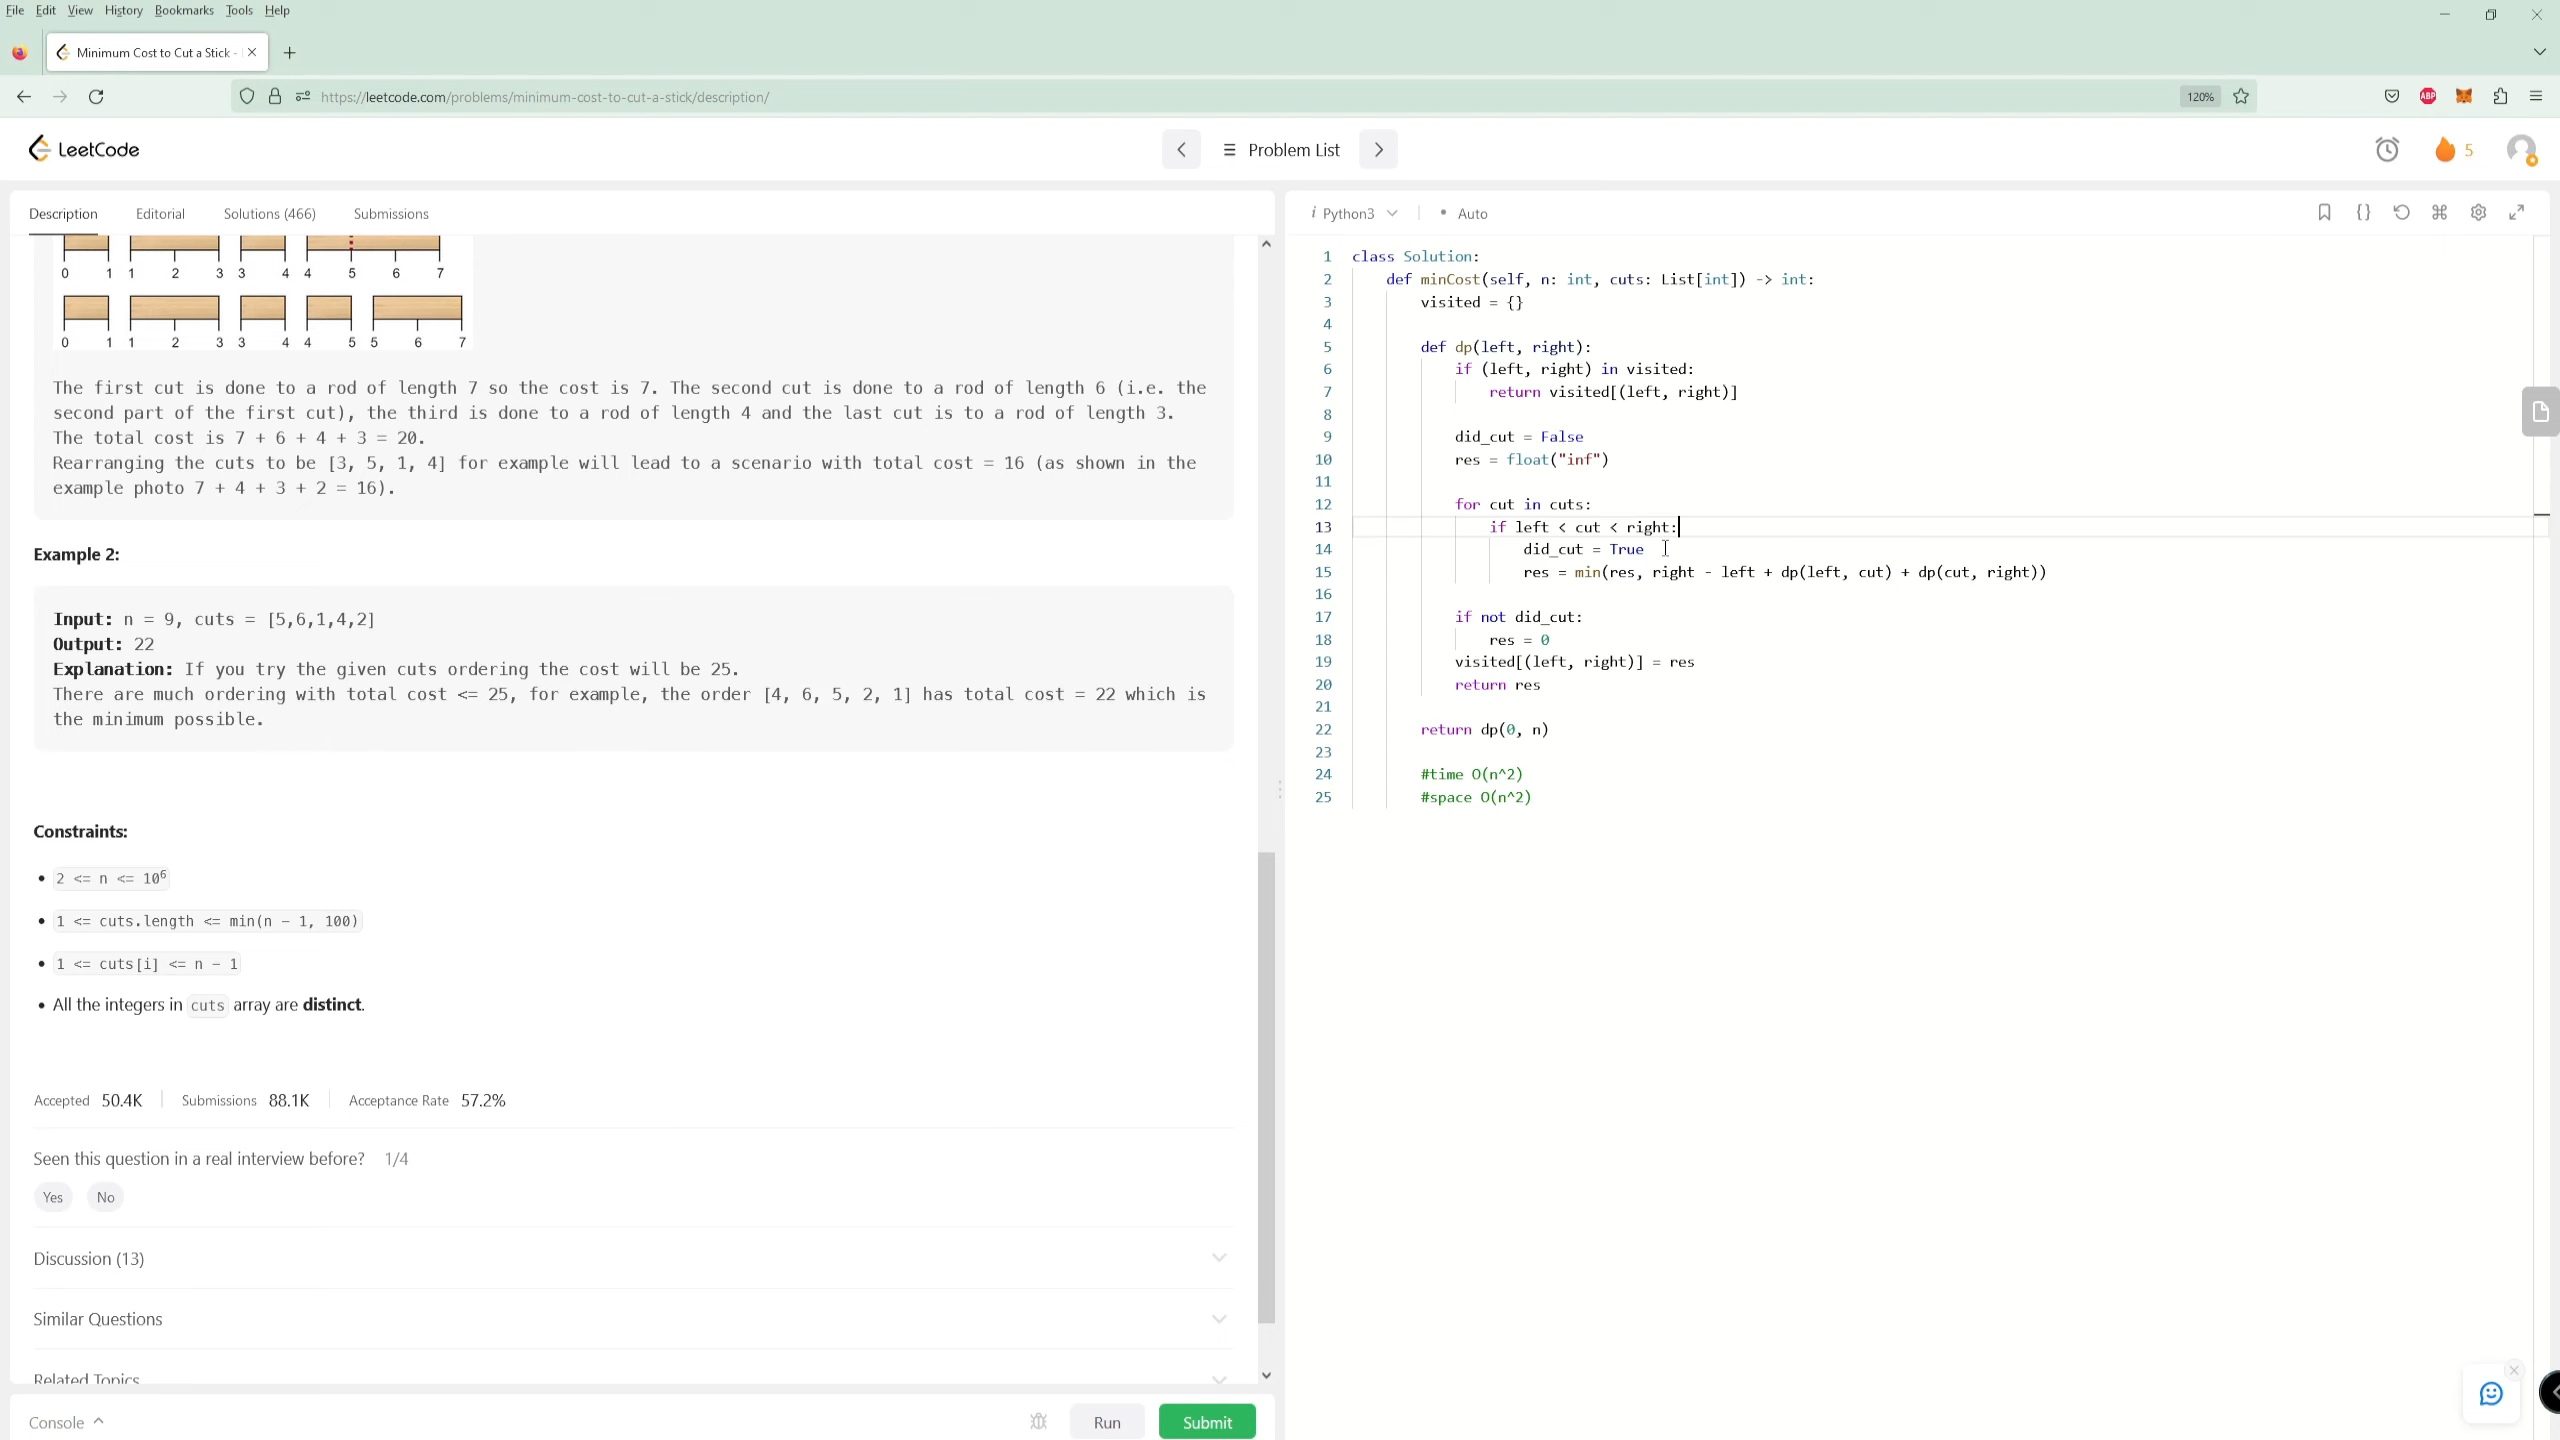 File Edit View History Bookmarks Tools Help
Minimum Cost to Cut a Stick -
https://leetcode.com/problems/minimum-cost-to-cut-a-stick/description/
120%
ABP
LeetCode
Problem List
5
Description Editorial Solutions (466) Submissions
0 1 1 2 3 3 4 4 5 6 7
0 1 1 2 3 3 4 4 5 5 6 7
The first cut is done to a rod of length 7 so the cost is 7. The second cut is done to a rod of length 6 (i.e. the
second part of the first cut), the third is done to a rod of length 4 and the last cut is to a rod of length 3.
The total cost is 7 + 6 + 4 + 3 = 20.
Rearranging the cuts to be [3, 5, 1, 4] for example will lead to a scenario with total cost = 16 (as shown in the
example photo 7 + 4 + 3 + 2 = 16).
Example 2:
Input: n = 9, cuts = [5,6,1,4,2]
Output: 22
Explanation: If you try the given cuts ordering the cost will be 25.
There are much ordering with total cost <= 25, for example, the order [4, 6, 5, 2, 1] has total cost = 22 which is
the minimum possible.
Constraints:
• 2 <= n <= 10⁶
• 1 <= cuts.length <= min(n - 1, 100)
• 1 <= cuts[i] <= n - 1
• All the integers in cuts array are distinct.
Accepted 50.4K Submissions 88.1K Acceptance Rate 57.2%
Seen this question in a real interview before? 1/4
Yes No
Discussion (13)
Similar Questions
Related Topics
Console Run Submit
i Python3 • Auto
1 class Solution:
2 def minCost(self, n: int, cuts: List[int]) -> int:
3 visited = {}
4
5 def dp(left, right):
6 if (left, right) in visited:
7 return visited[(left, right)]
8
9 did_cut = False
10 res = float("inf")
11
12 for cut in cuts:
13 if left < cut < right:
14 did_cut = True
15 res = min(res, right - left + dp(left, cut) + dp(cut, right))
16
17 if not did_cut:
18 res = 0
19 visited[(left, right)] = res
20 return res
21
22 return dp(0, n)
23
24 #time O(n^2)
25 #space O(n^2)